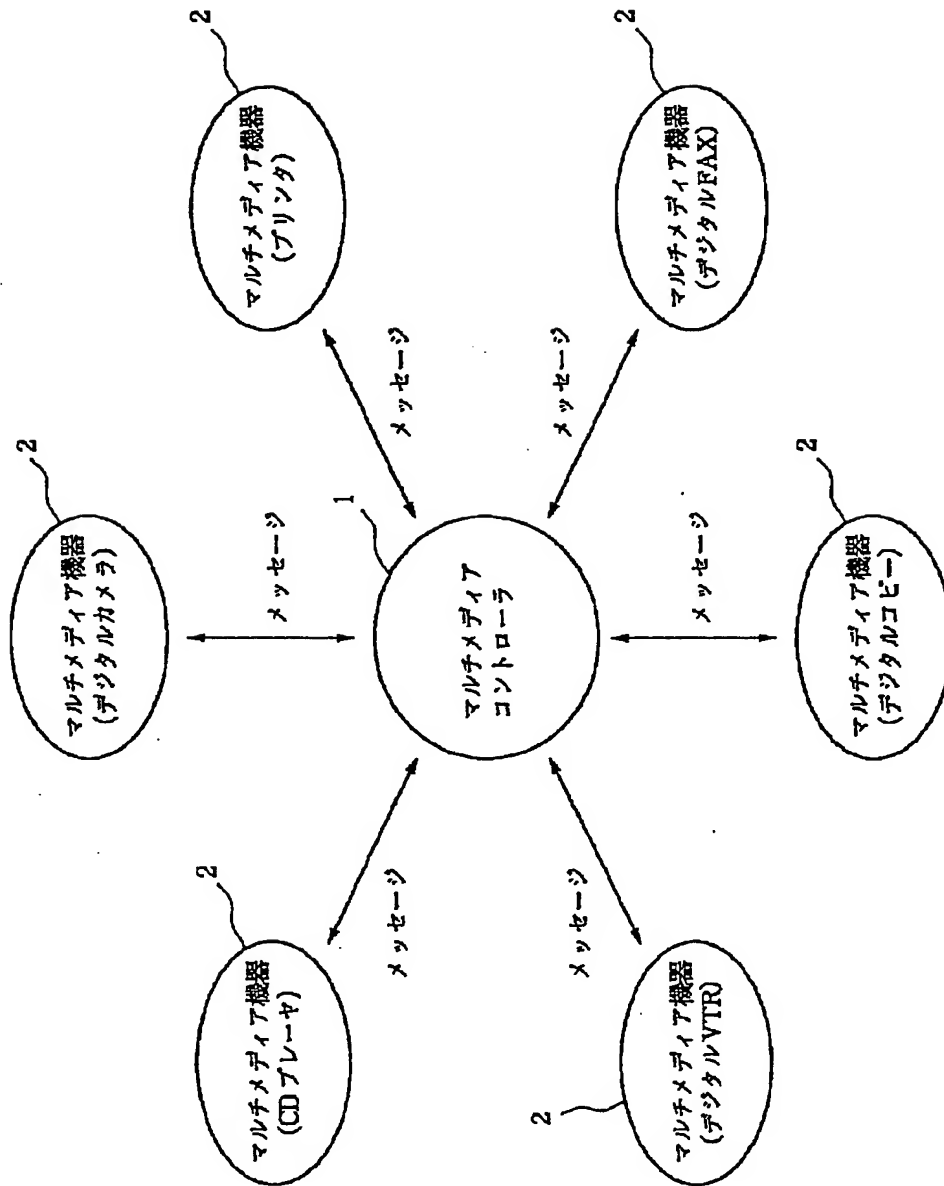 マルチメディア機器
(デジタルカメラ)
2
マルチメディア機器
(CDプレーヤ)
2
マルチメディア機器
(プリンタ)
2
メッセージ
メッセージ
メッセージ
マルチメディア
コントローラ
1
メッセージ
メッセージ
メッセージ
2
マルチメディア機器
(デジタルVTR)
マルチメディア機器
(デジタルFAX)
2
マルチメディア機器
(デジタルコピー)
2